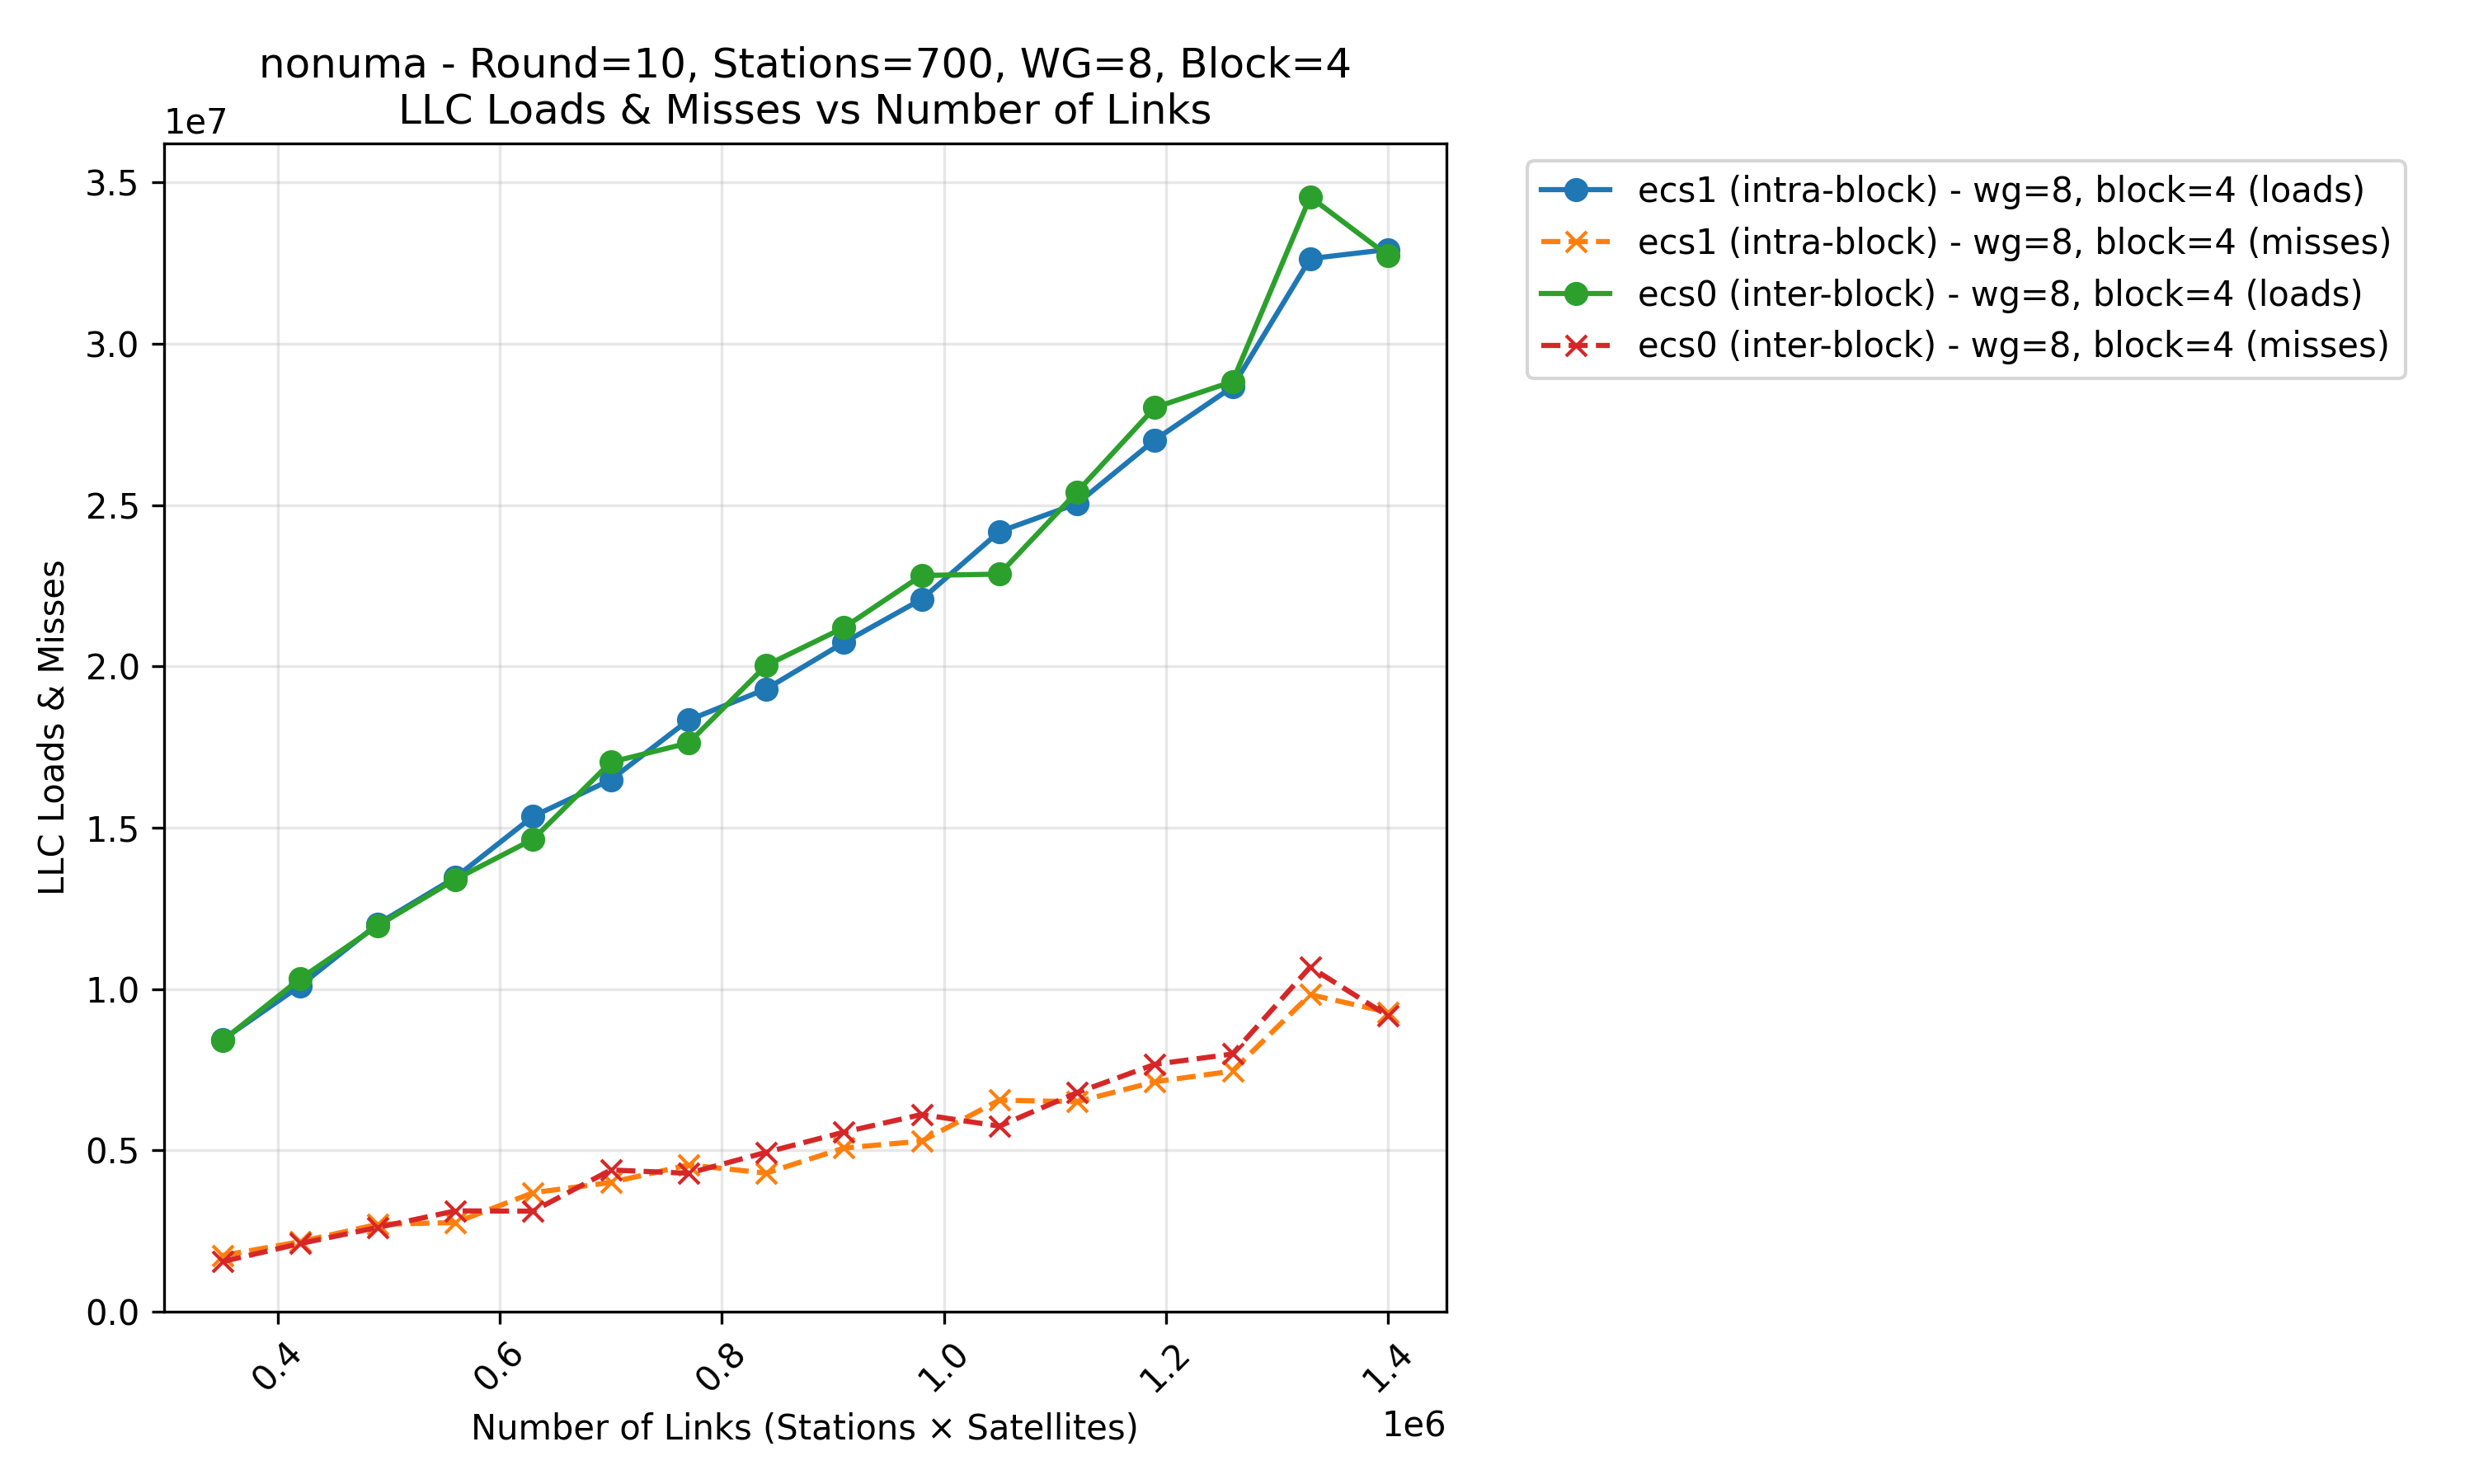 nonuma - Round=10, Stations=700, WG=8, Block=4
LLC Loads & Misses vs Number of Links
1e7
3.5
3.0
2.5
2.0
1.5
1.0
0.5
0.0
LLC Loads & Misses
0.4
0.6
0.8
1.0
1.2
1.4
Number of Links (Stations × Satellites)
1e6
ecs1 (intra-block) - wg=8, block=4 (loads)
ecs1 (intra-block) - wg=8, block=4 (misses)
ecs0 (inter-block) - wg=8, block=4 (loads)
ecs0 (inter-block) - wg=8, block=4 (misses)